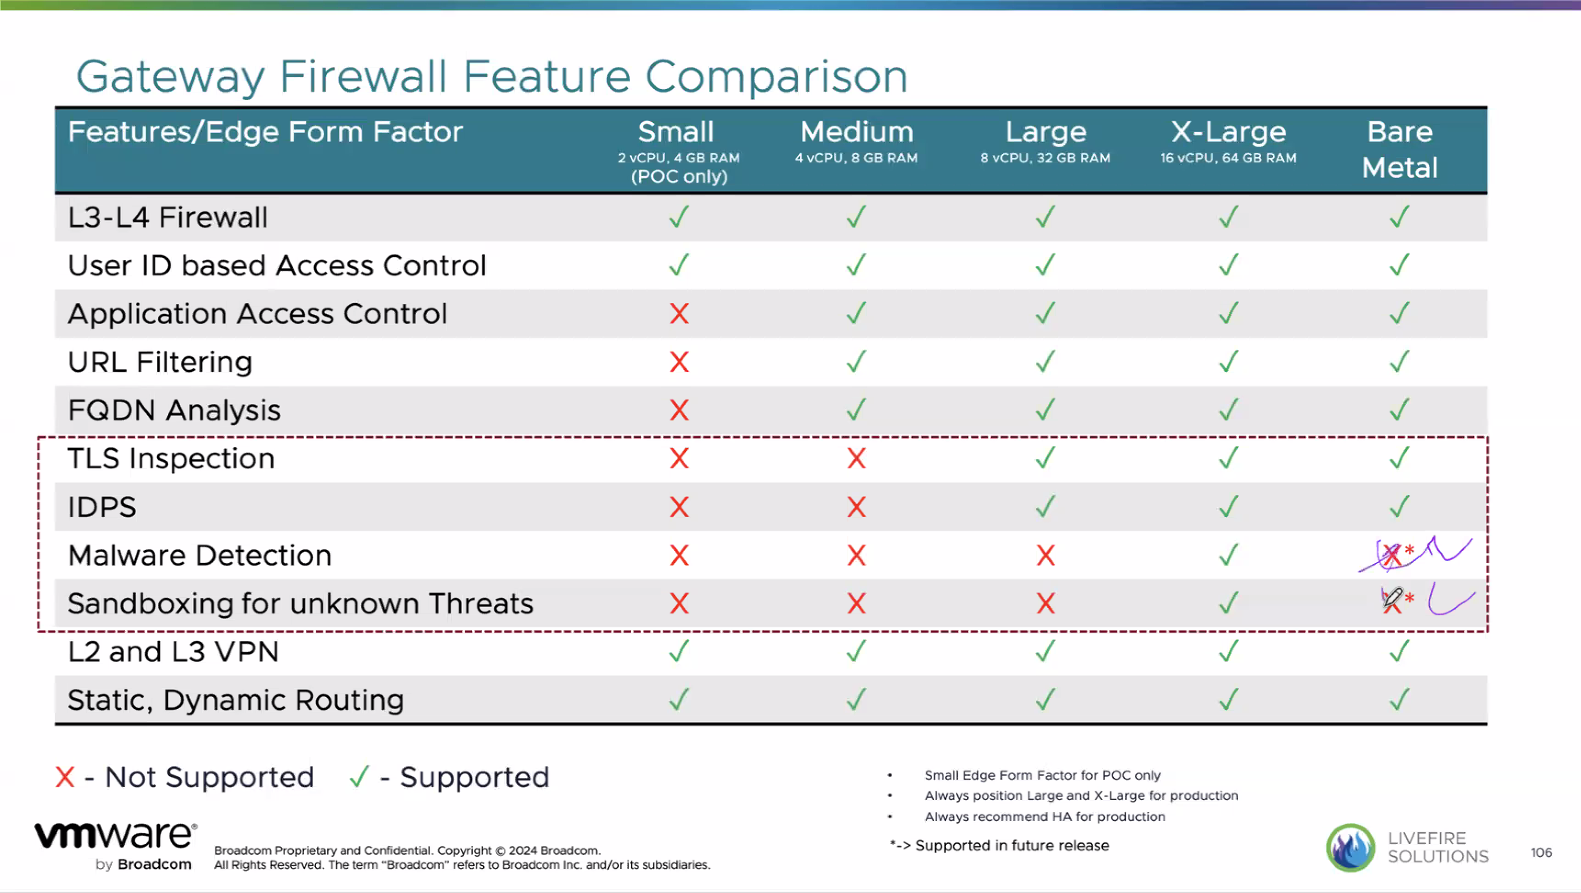 Gateway Firewall Feature Comparison
Features/Edge Form Factor Small Medium Large X-Large Bare Metal
2 vCPU, 4 GB RAM 4 vCPU, 8 GB RAM 8 vCPU, 32 GB RAM 16 vCPU, 64 GB RAM
(POC only)
L3-L4 Firewall ✓ ✓ ✓ ✓ ✓
User ID based Access Control ✓ ✓ ✓ ✓ ✓
Application Access Control X ✓ ✓ ✓ ✓
URL Filtering X ✓ ✓ ✓ ✓
FQDN Analysis X ✓ ✓ ✓ ✓
TLS Inspection X X ✓ ✓ ✓
IDPS X X ✓ ✓ ✓
Malware Detection X X X ✓ X*
Sandboxing for unknown Threats X X X ✓ X*
L2 and L3 VPN ✓ ✓ ✓ ✓ ✓
Static, Dynamic Routing ✓ ✓ ✓ ✓ ✓
X - Not Supported ✓ - Supported
• Small Edge Form Factor for POC only
• Always position Large and X-Large for production
• Always recommend HA for production
*-> Supported in future release
vmware®
by Broadcom
Broadcom Proprietary and Confidential. Copyright © 2024 Broadcom.
All Rights Reserved. The term “Broadcom” refers to Broadcom Inc. and/or its subsidiaries.
LIVEFIRE
SOLUTIONS
106